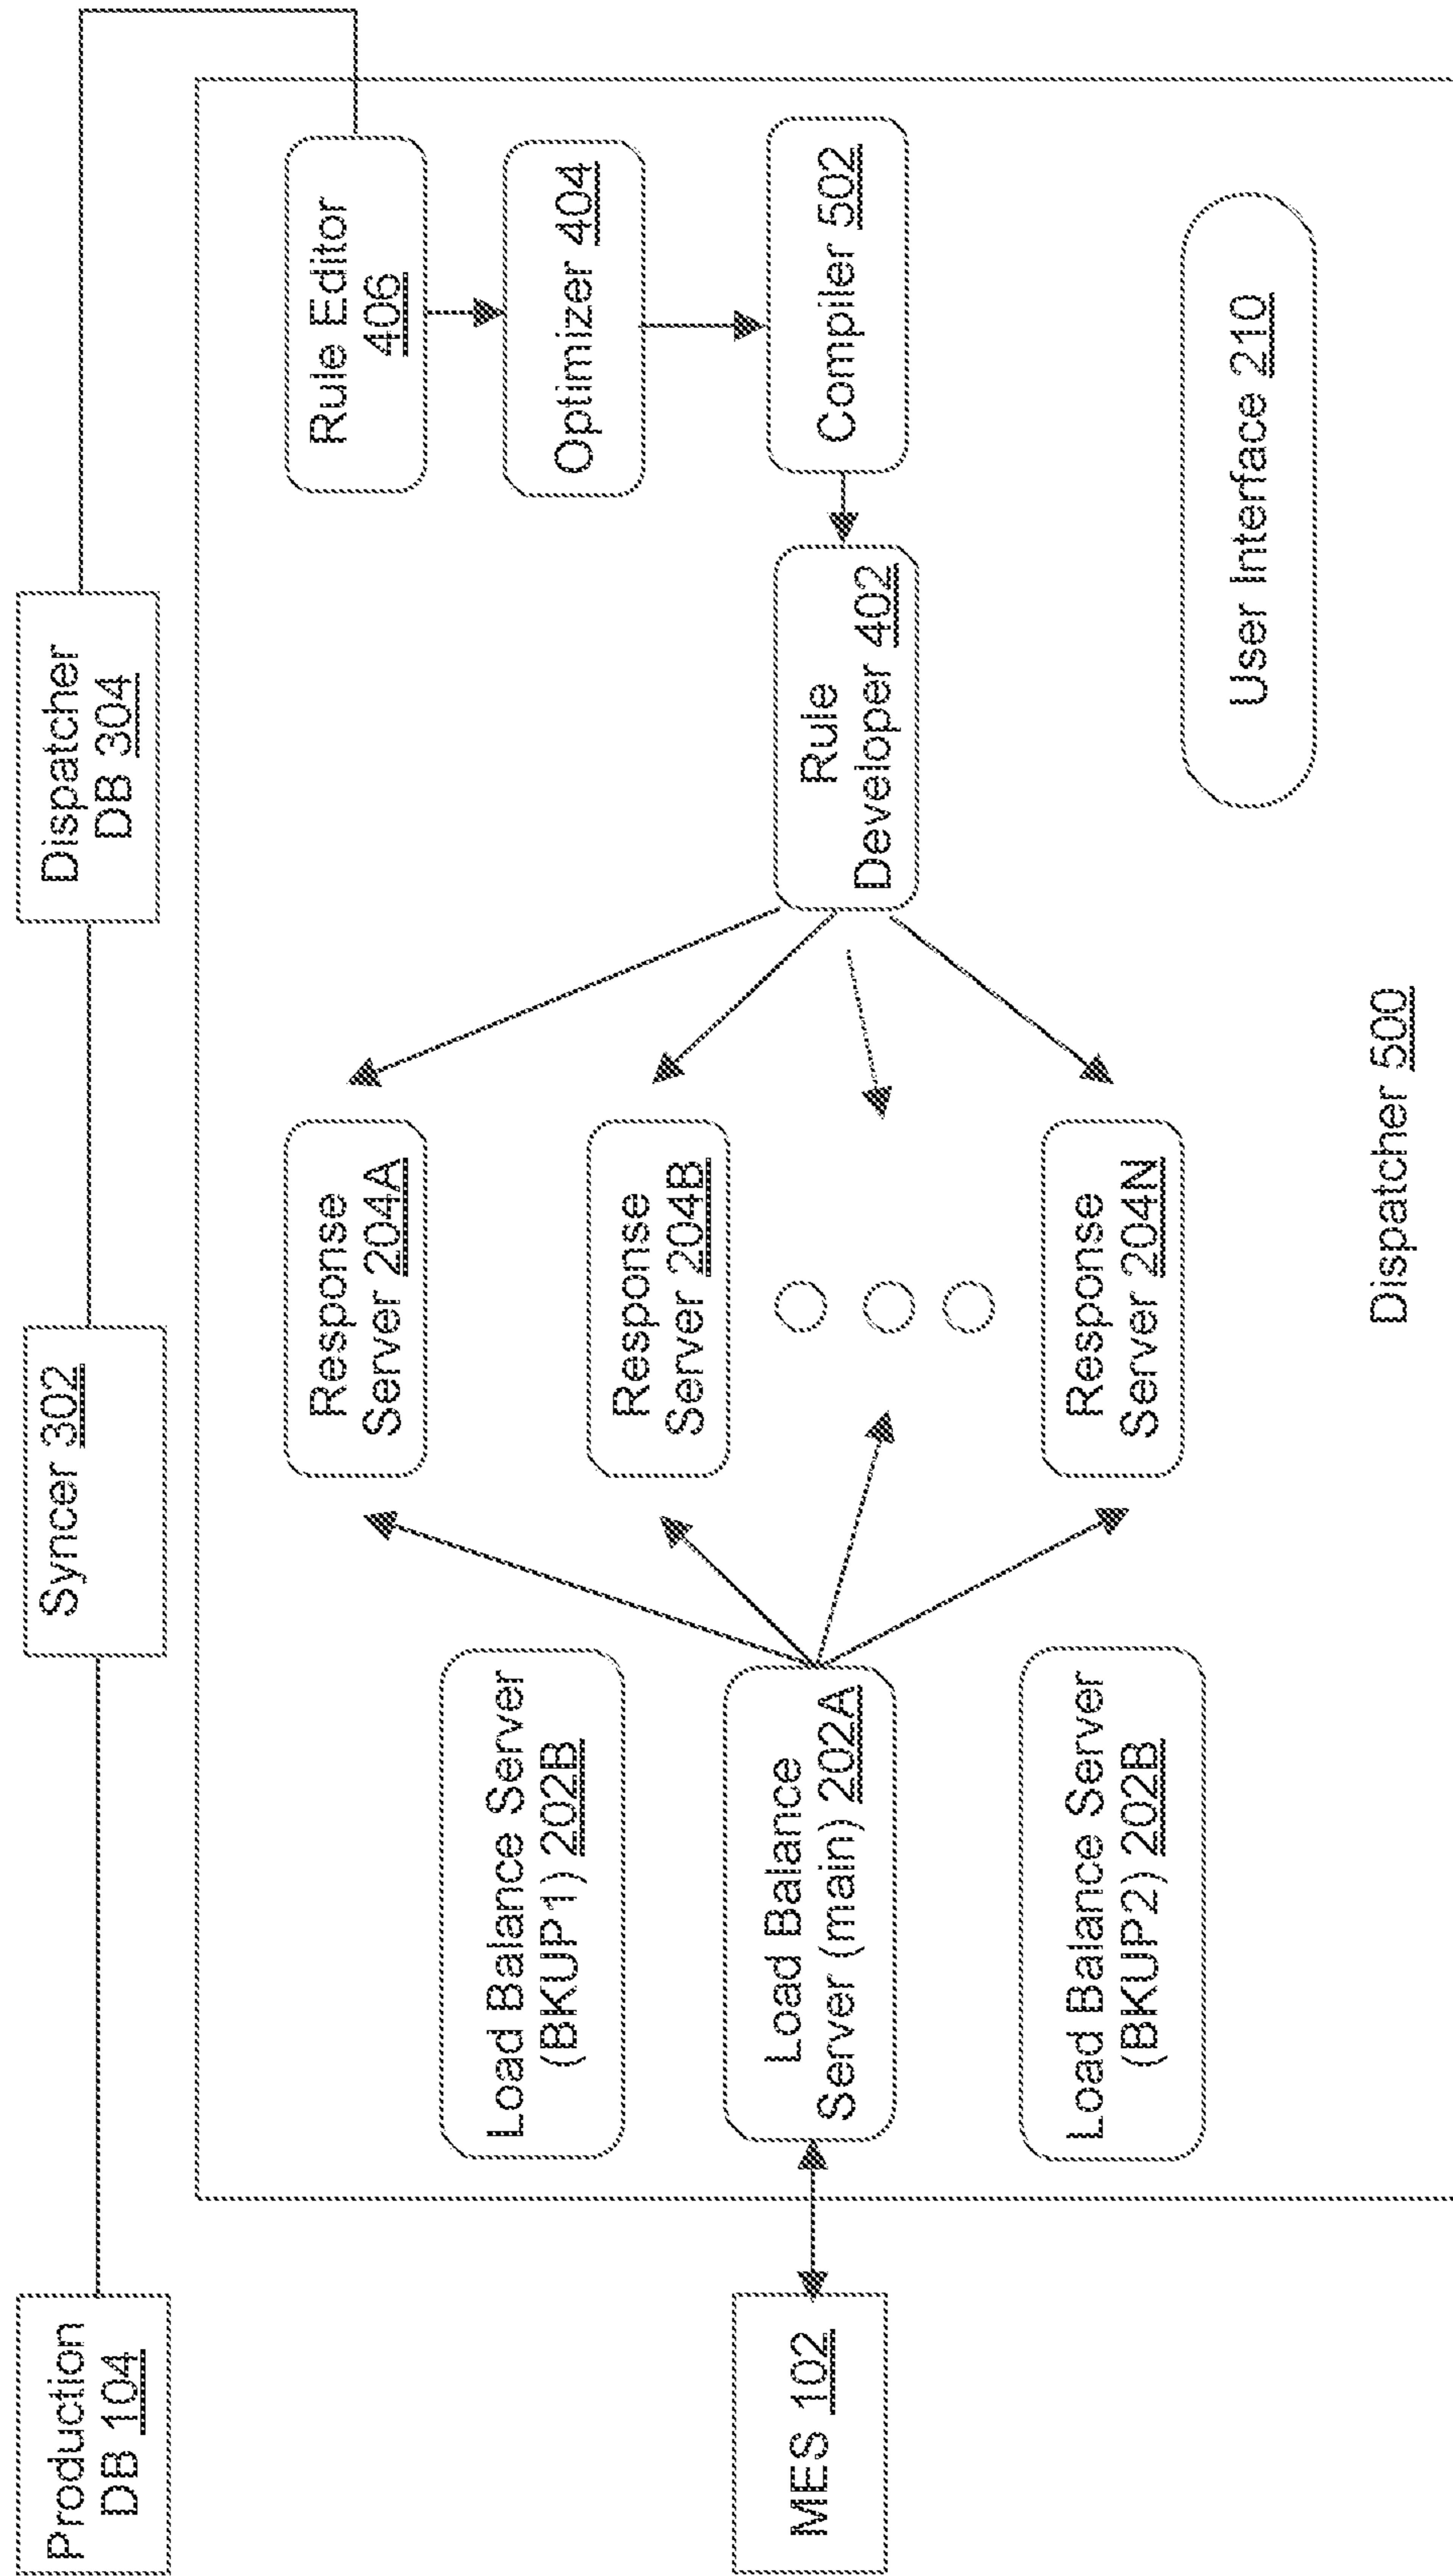 Production
DB 104
Syncer 302
Dispatcher
DB 304
MES 102
Load Balance Server
(BKUP1) 202B
Load Balance
Server (main) 202A
Load Balance Server
(BKUP2) 202B
Response
Server 204A
Response
Server 204B
Response
Server 204N
Rule
Developer 402
Rule Editor
406
Optimizer 404
Compiler 502
User Interface 210
Dispatcher 500